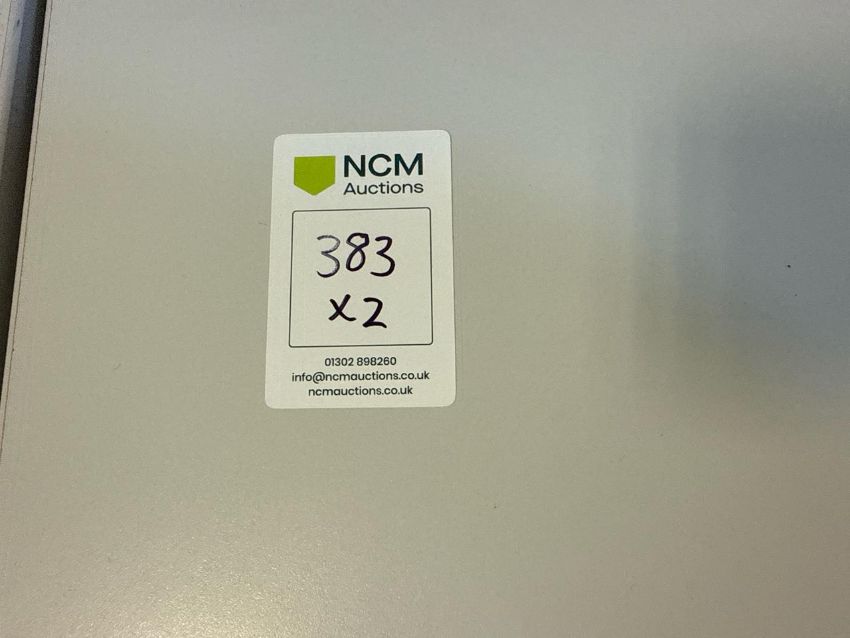 NCM
Auctions
383
x2
01302 898260
info@ncmauctions.co.uk
ncmauctions.co.uk